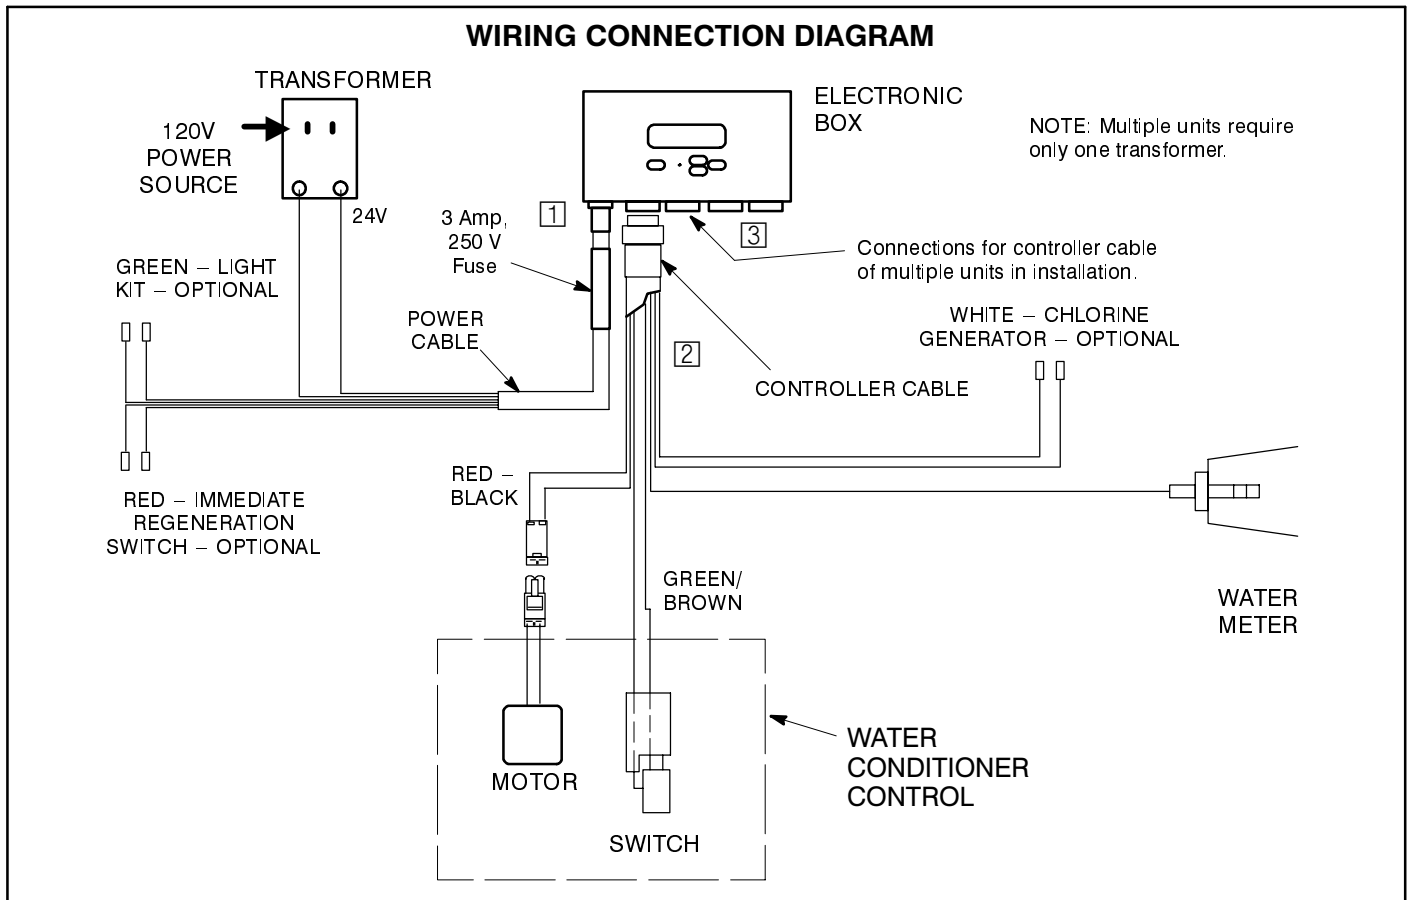 WIRING CONNECTION DIAGRAM
TRANSFORMER
120V
POWER
SOURCE
24V
ELECTRONIC
BOX
NOTE: Multiple units require
only one transformer.
1
3 Amp,
250 V
Fuse
3
Connections for controller cable
of multiple units in installation.
GREEN – LIGHT
KIT – OPTIONAL
POWER
CABLE
2
CONTROLLER CABLE
WHITE – CHLORINE
GENERATOR – OPTIONAL
RED –
BLACK
RED – IMMEDIATE
REGENERATION
SWITCH – OPTIONAL
GREEN/
BROWN
WATER
METER
MOTOR
SWITCH
WATER
CONDITIONER
CONTROL